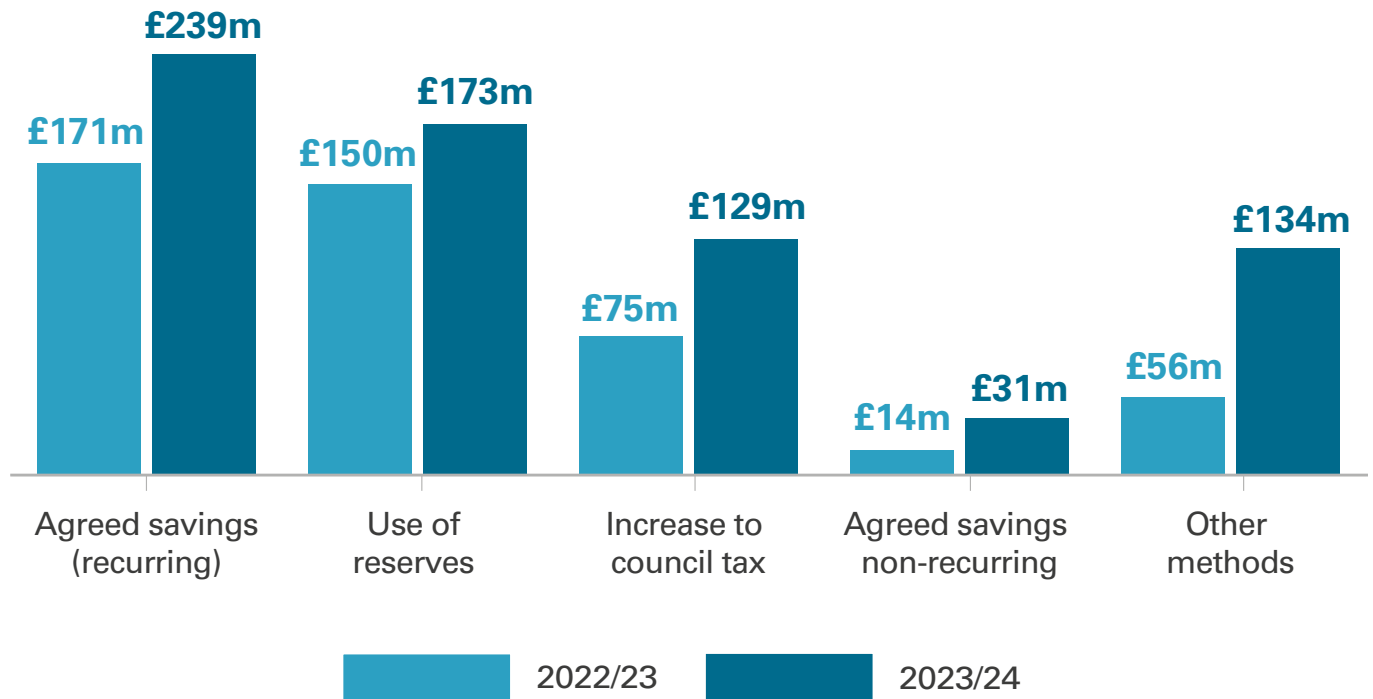 £239m
£171m
£173m
£150m
£129m
£75m
£31m
£14m
£134m
£56m
Agreed savings
(recurring)
Use of
reserves
Increase to
council tax
Agreed savings
non-recurring
Other
methods
2022/23
2023/24